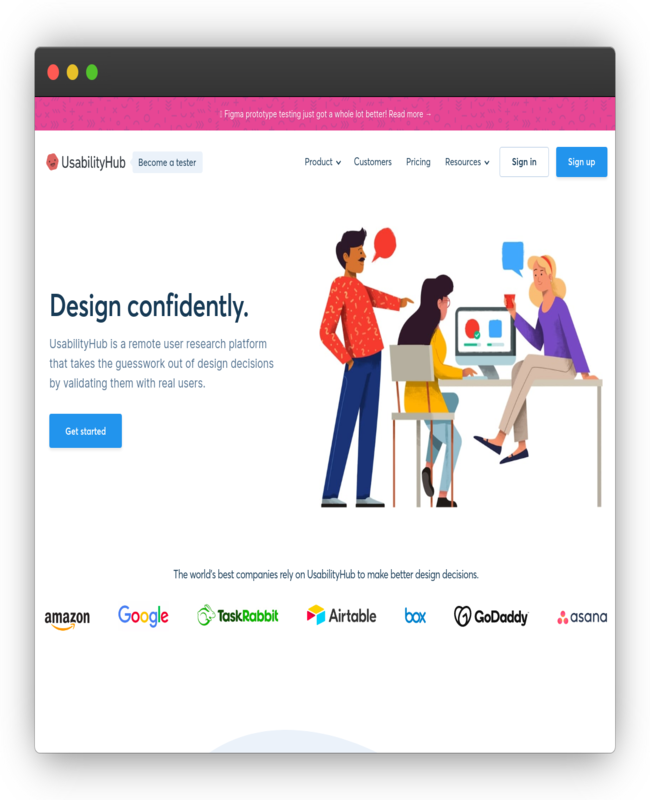 Figma prototype testing just got a whole lot better! Read more →
UsabilityHub
Become a tester
Product
Customers
Pricing
Resources
Sign in
Sign up
Design confidently.
UsabilityHub is a remote user research platform
that takes the guesswork out of design decisions
by validating them with real users.
Get started
The world's best companies rely on UsabilityHub to make better design decisions.
amazon
Google
TaskRabbit
Airtable
box
GoDaddy
asana